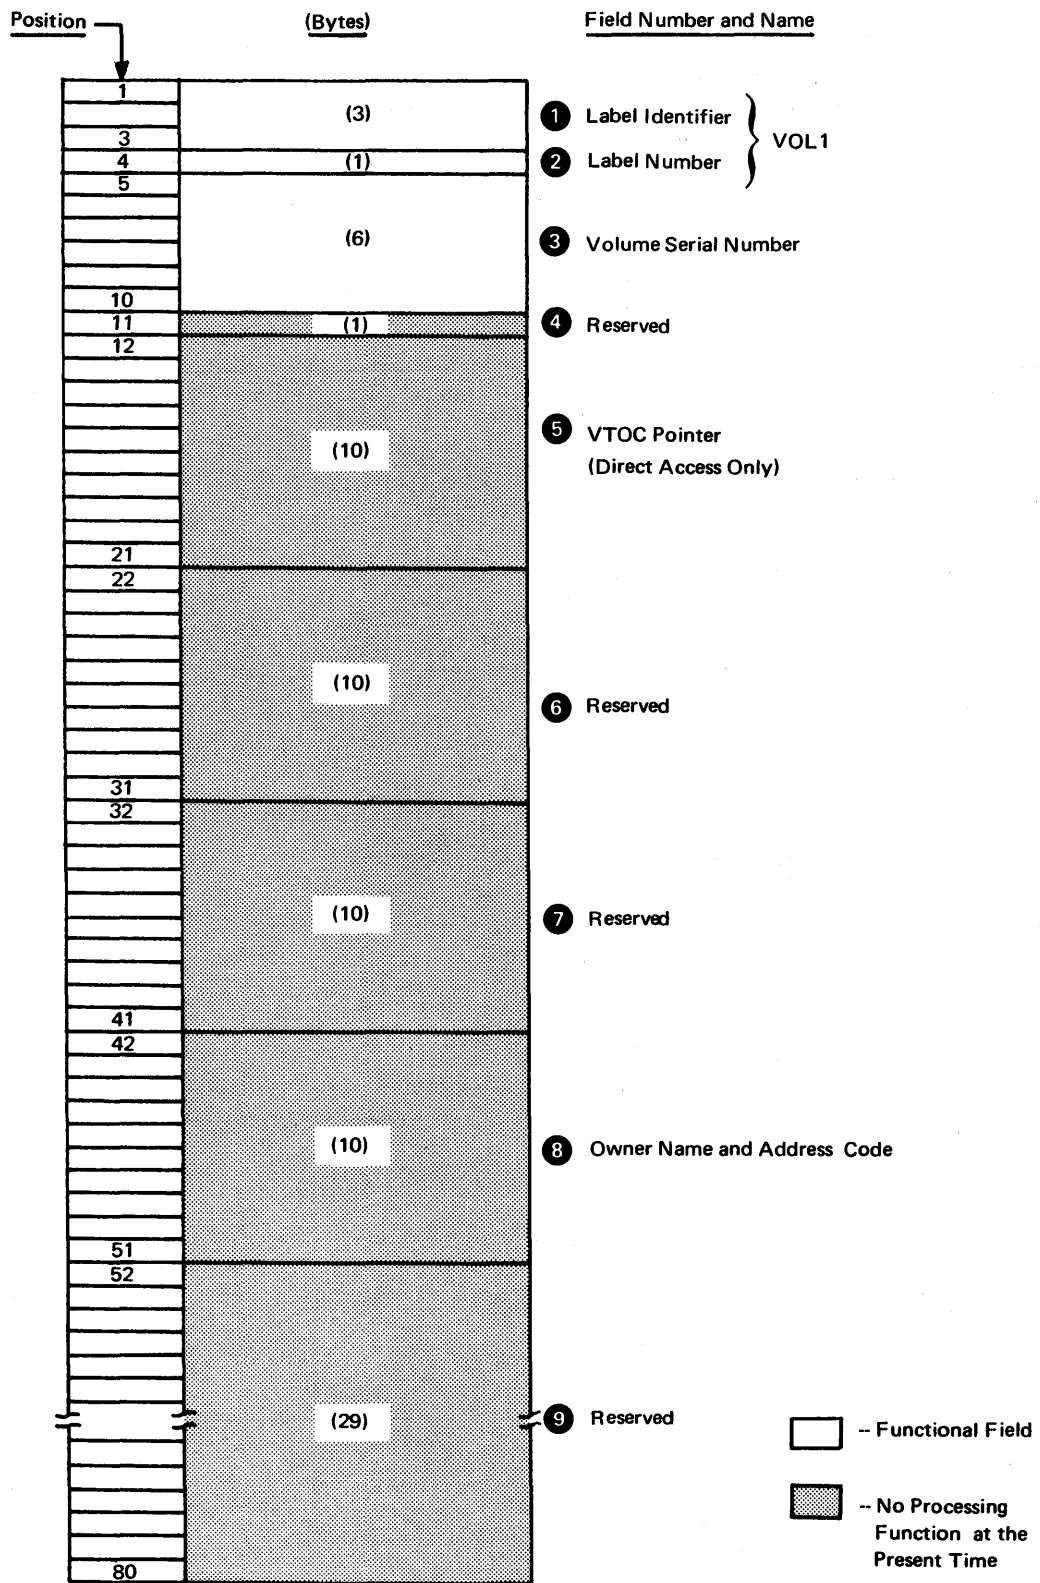 Position (Bytes) Field Number and Name
1
(3) 1 Label Identifier
VOL1
3
4 (1) 2 Label Number
5
(6) 3 Volume Serial Number
10
11 (1) 4 Reserved
12
5 VTOC Pointer
(10)
(Direct Access Only)
21
22
(10)
6 Reserved
31
32
(10) 7 Reserved
41
42
(10) 8 Owner Name and Address Code
51
52
(29) 9 Reserved
-- Functional Field
-- No Processing
Function at the
Present Time
80